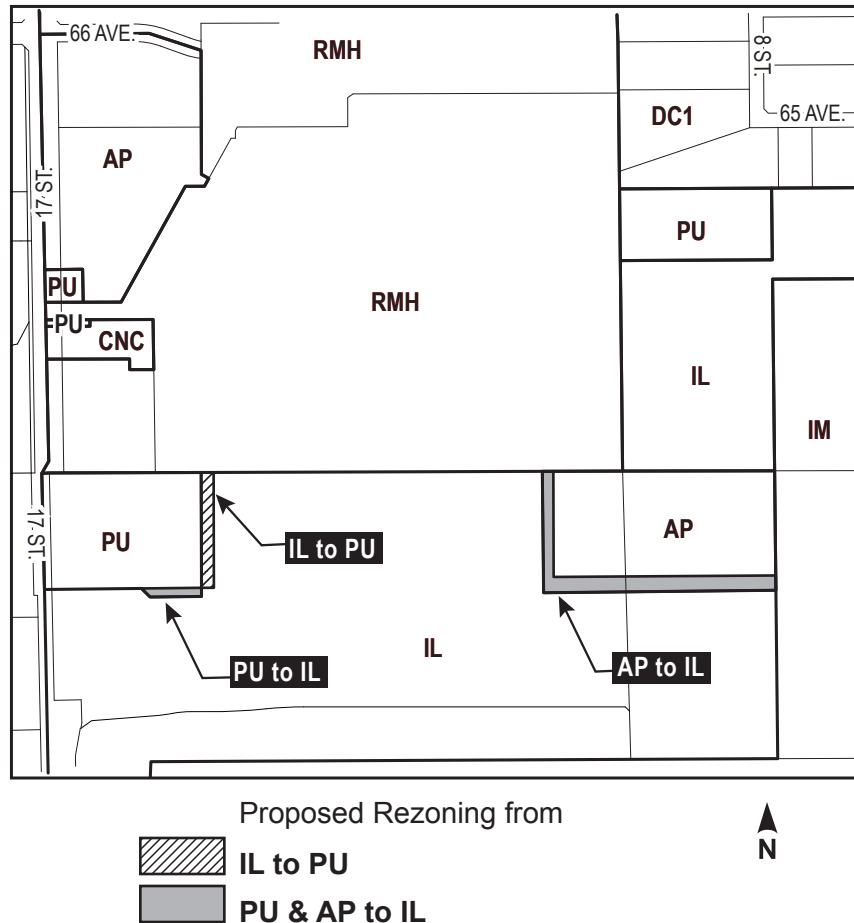 66 AVE.
RMH
8 ST.
DC1
65 AVE.
AP
17 ST.
PU
PU
PU
CNC
RMH
IL
IM
PU
17 ST.
IL to PU
AP
IL
PU to IL
AP to IL
Proposed Rezoning from
IL to PU
PU & AP to IL
N